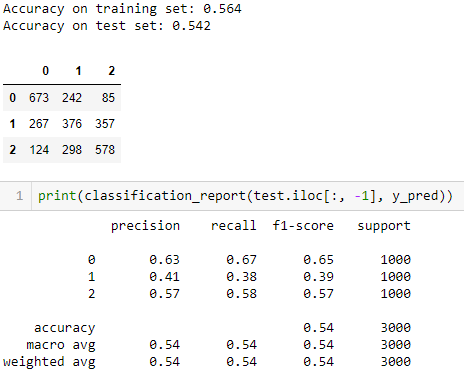 Accuracy on training set: 0.564
Accuracy on test set: 0.542
0 1 2
0 673 242 85
1 267 376 357
2 124 298 578
1 print(classification_report(test.iloc[:, -1], y_pred))
precision recall f1-score support
0 0.63 0.67 0.65 1000
1 0.41 0.38 0.39 1000
2 0.57 0.58 0.57 1000
accuracy 0.54 3000
macro avg 0.54 0.54 0.54 3000
weighted avg 0.54 0.54 0.54 3000